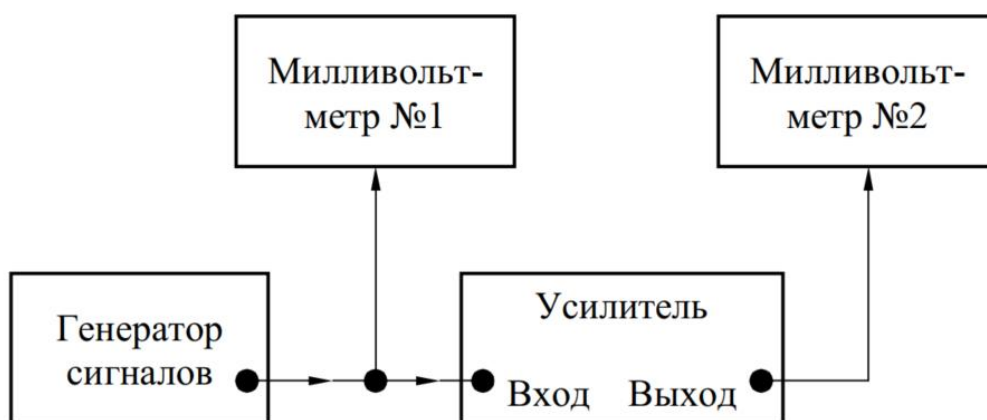 Милливольт-
метр №1
Милливольт-
метр №2
Генератор
сигналов
Усилитель
Вход Выход